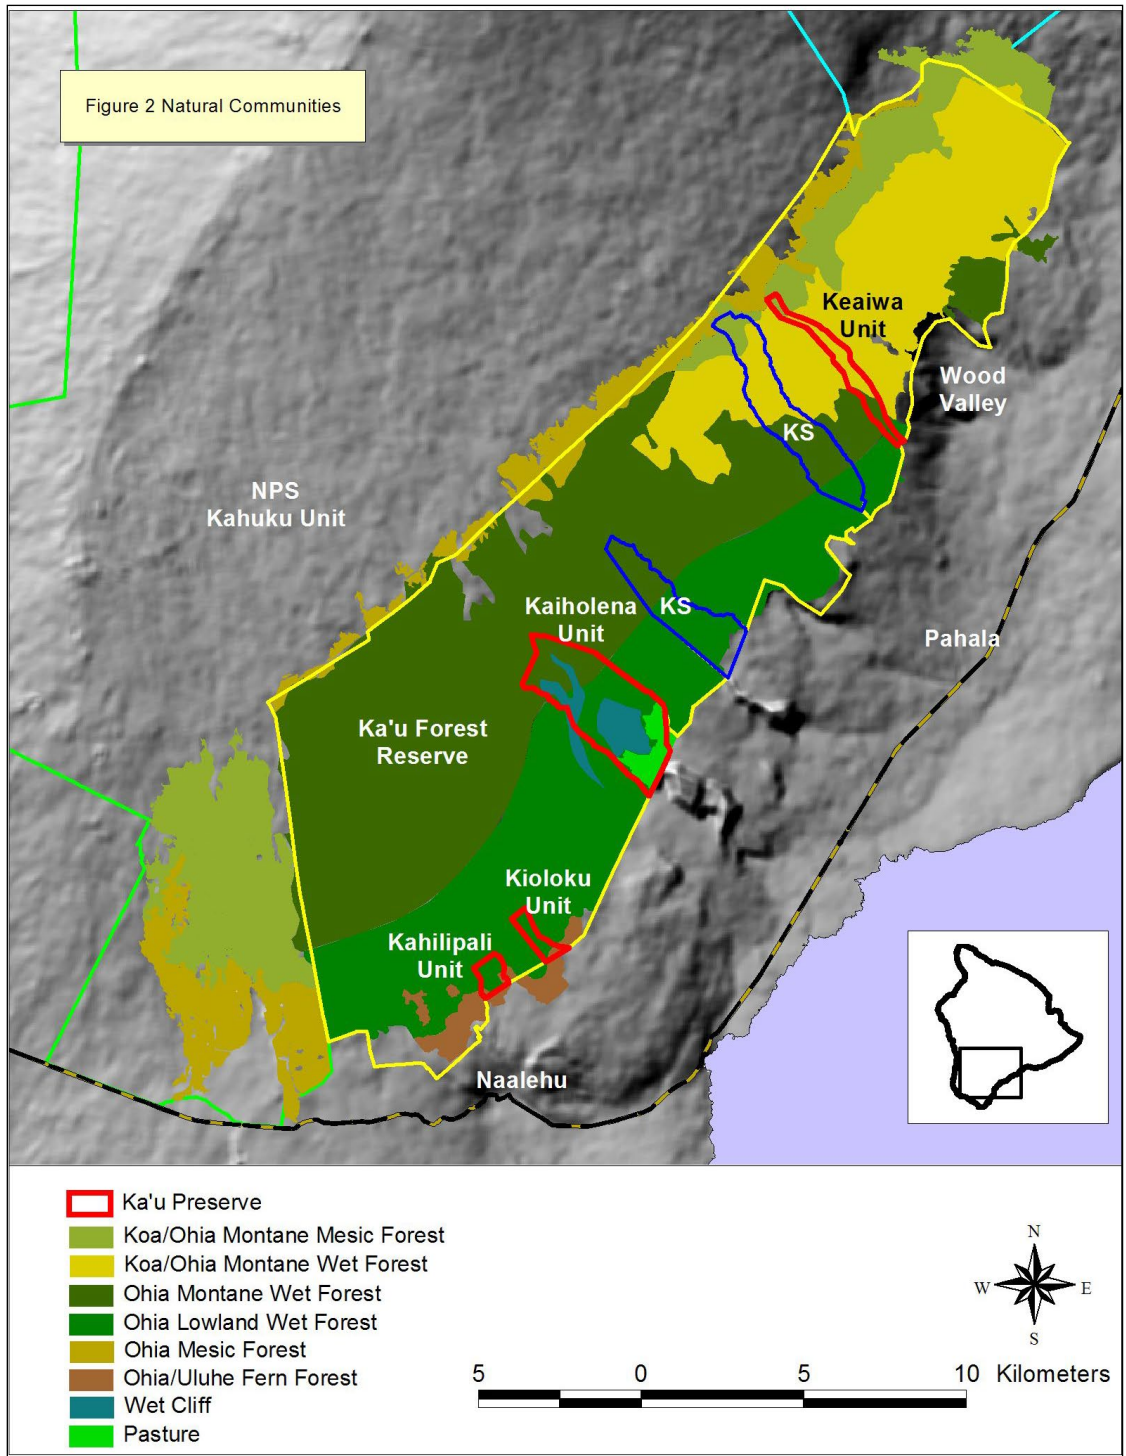 Figure 2 Natural Communities
Keaiwa
Unit
Wood
Valley
KS
NPS
Kahuku Unit
Kaiholena
Unit
KS
Pahala
Ka'u Forest
Reserve
Kioloku
Unit
Kahilipali
Unit
Naalehu
Ka'u Preserve
Koa/Ohia Montane Mesic Forest
Koa/Ohia Montane Wet Forest
Ohia Montane Wet Forest
Ohia Lowland Wet Forest
Ohia Mesic Forest
Ohia/Uluhe Fern Forest
Wet Cliff
Pasture
N
W E
S
5 0 5 10 Kilometers